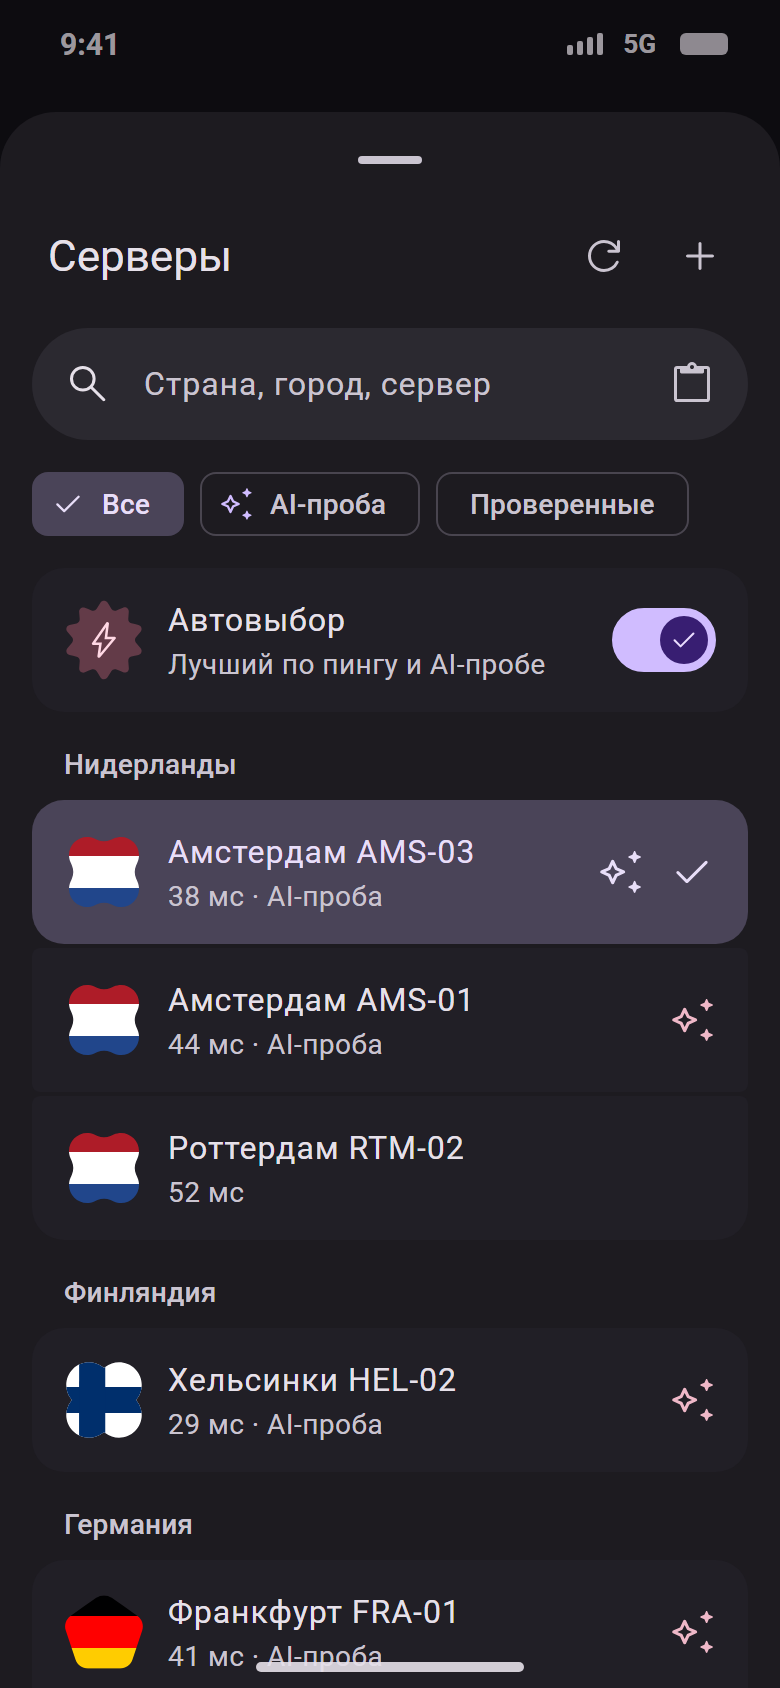 9:41
5G
Серверы
Страна, город, сервер
Все
AI-проба
Проверенные
Автовыбор
Лучший по пингу и AI-пробе
Нидерланды
Амстердам AMS-03
38 мс · AI-проба
Амстердам AMS-01
44 мс · AI-проба
Роттердам RTM-02
52 мс
Финляндия
Хельсинки HEL-02
29 мс · AI-проба
Германия
Франкфурт FRA-01
41 мс · AI-проба